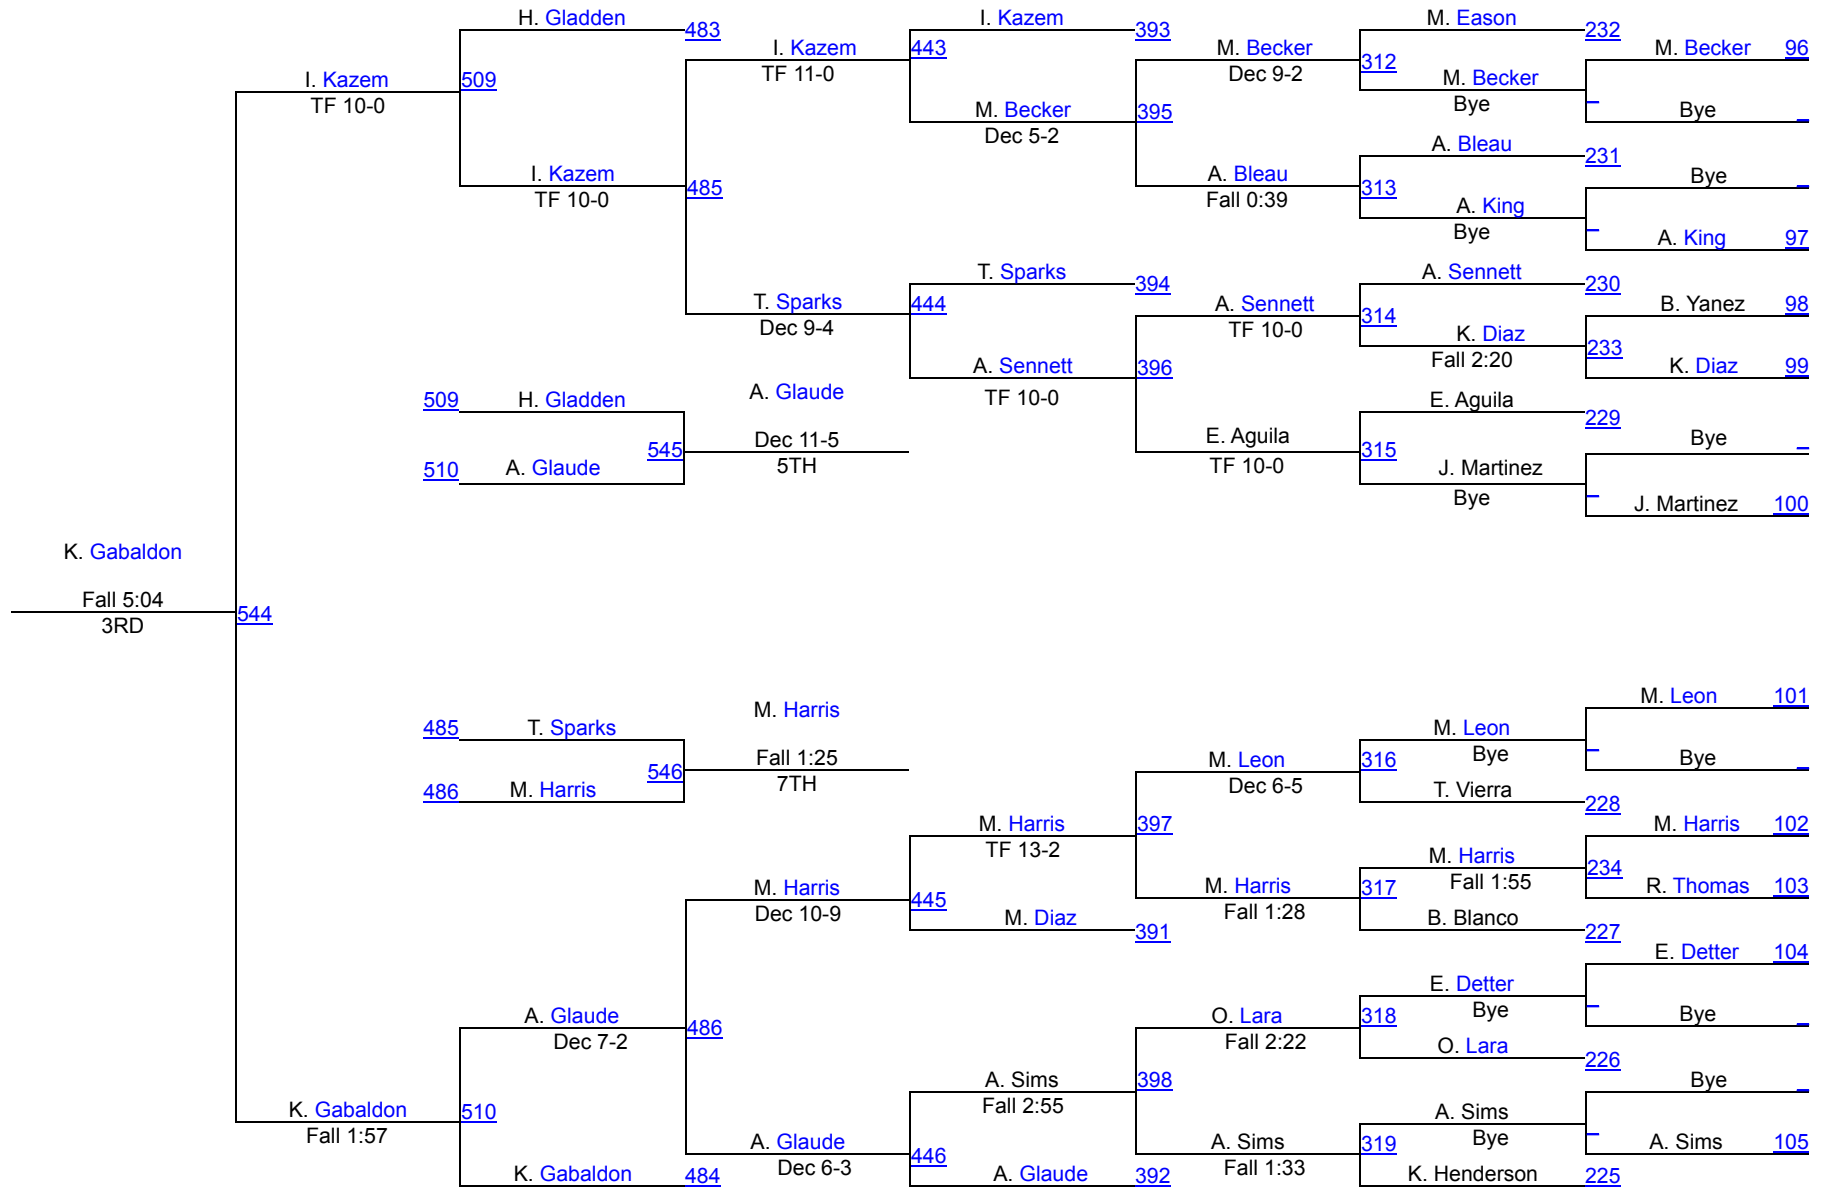 H. Gladden 483
I. Kazem 393
M. Eason 232
I. Kazem 443
M. Becker 312
M. Becker 96
TF 11-0
Dec 9-2
I. Kazem 509
M. Becker
TF 10-0
Bye
M. Becker 395
Bye _
Dec 5-2
A. Bleau 231
I. Kazem 485
A. Bleau 313
Bye _
TF 10-0
Fall 0:39
A. King
Bye
A. King 97
T. Sparks 394
A. Sennett 230
T. Sparks 444
A. Sennett 314
B. Yanez 98
Dec 9-4
TF 10-0
K. Diaz 233
Fall 2:20
A. Sennett 396
K. Diaz 99
TF 10-0
A. Glaude
509 H. Gladden
E. Aguila 229
Dec 11-5
545
5TH
E. Aguila 315
Bye _
TF 10-0
510 A. Glaude
J. Martinez
Bye
J. Martinez 100
K. Gabaldon
Fall 5:04
544
3RD
M. Leon 101
M. Harris
485 T. Sparks
M. Leon
Bye
Fall 1:25
546
7TH
M. Leon 316
Bye _
Dec 6-5
486 M. Harris
T. Vierra 228
M. Harris 397
M. Harris 102
TF 13-2
M. Harris 234
Fall 1:55
M. Harris 445
M. Harris 317
R. Thomas 103
Dec 10-9
Fall 1:28
M. Diaz 391
B. Blanco 227
E. Detter 104
E. Detter
Bye
A. Glaude 486
O. Lara 318
Bye _
Dec 7-2
Fall 2:22
O. Lara 226
A. Sims 398
Bye _
Fall 2:55
K. Gabaldon 510
A. Sims
Fall 1:57
Bye
A. Glaude 446
A. Sims 319
A. Sims 105
Dec 6-3
Fall 1:33
K. Gabaldon 484
A. Glaude 392
K. Henderson 225